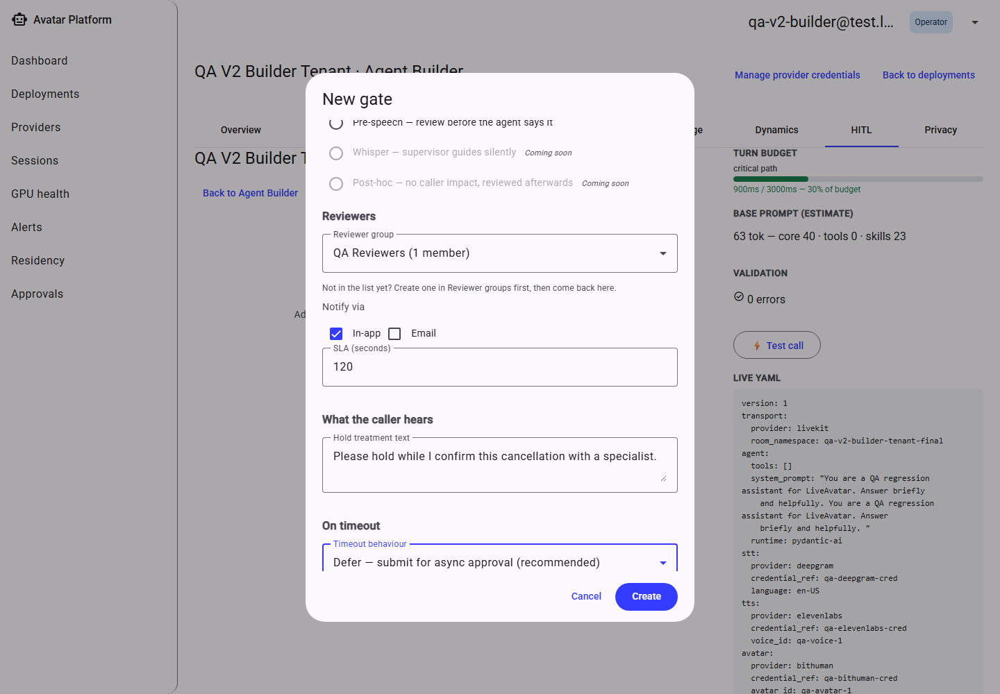 Avatar Platform
Dashboard
Deployments
Providers
Sessions
GPU health
Alerts
Residency
Approvals
qa-v2-builder@test.l...
Operator
QA V2 Builder Tenant · Agent Builder
Manage provider credentials
Back to deployments
Overview
ge
Dynamics
HITL
Privacy
QA V2 Builder T
Back to Agent Builder
Ad
New gate
Pre-speech — review before the agent says it
Whisper — supervisor guides silently Coming soon
Post-hoc — no caller impact, reviewed afterwards Coming soon
Reviewers
Reviewer group
QA Reviewers (1 member)
Not in the list yet? Create one in Reviewer groups first, then come back here.
Notify via
In-app Email
SLA (seconds)
120
What the caller hears
Hold treatment text
Please hold while I confirm this cancellation with a specialist.
On timeout
Timeout behaviour
Defer — submit for async approval (recommended)
Cancel
Create
TURN BUDGET
critical path
900ms / 3000ms — 30% of budget
BASE PROMPT (ESTIMATE)
63 tok — core 40 · tools 0 · skills 23
VALIDATION
0 errors
Test call
LIVE YAML
version: 1
transport:
  provider: livekit
  room_namespace: qa-v2-builder-tenant-final
agent:
  tools: []
  system_prompt: "You are a QA regression
assistant for LiveAvatar. Answer briefly
    and helpfully. You are a QA regression
assistant for LiveAvatar. Answer
    briefly and helpfully. "
  runtime: pydantic-ai
stt:
  provider: deepgram
  credential_ref: qa-deepgram-cred
  language: en-US
tts:
  provider: elevenlabs
  credential_ref: qa-elevenlabs-cred
  voice_id: qa-voice-1
avatar:
  provider: bithuman
  credential_ref: qa-bithuman-cred
  avatar_id: qa-avatar-1